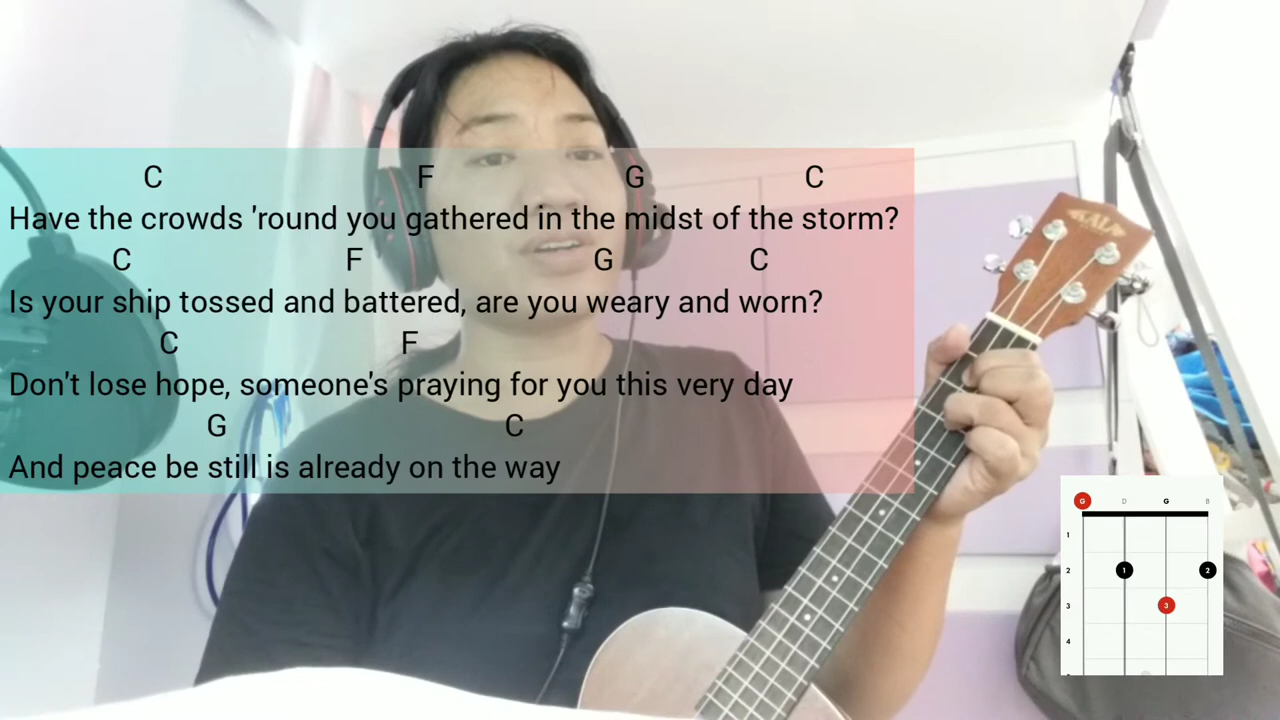 C F G C
Have the crowds 'round you gathered in the midst of the storm?
C F G C
Is your ship tossed and battered, are you weary and worn?
C F
Don't lose hope, someone's praying for you this very day
G C
And peace be still is already on the way
KALA
G D G B
1
2 1 2
3 3
4